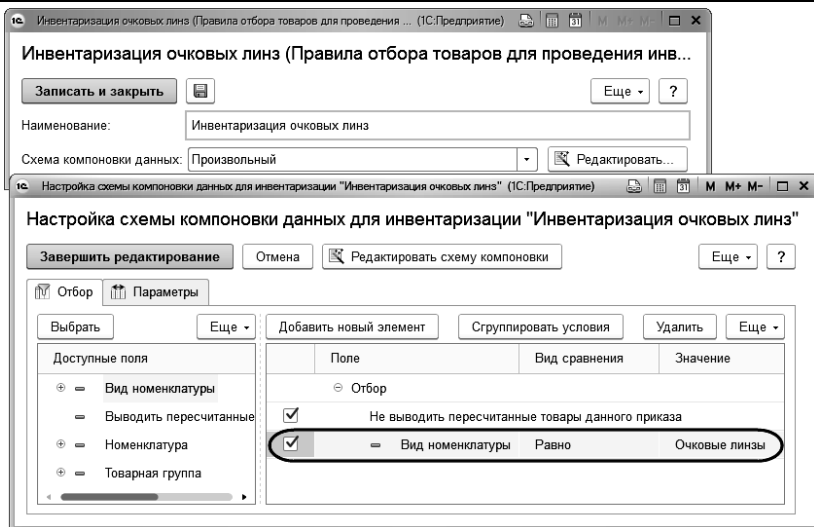 Инвентаризация очковых линз (Правила отбора товаров для проведения ... (1С:Предприятие) M M+ M-
Инвентаризация очковых линз (Правила отбора товаров для проведения инв...
Записать и закрыть Еще ?
Наименование: Инвентаризация очковых линз
Схема компоновки данных: Произвольный Редактировать...
Настройка схемы компоновки данных для инвентаризации "Инвентаризация очковых линз" (1С:Предприятие) M M+ M-
Настройка схемы компоновки данных для инвентаризации "Инвентаризация очковых линз"
Завершить редактирование Отмена Редактировать схему компоновки Еще ?
Отбор Параметры
Выбрать Еще Добавить новый элемент Сгруппировать условия Удалить Еще
Доступные поля Поле Вид сравнения Значение
Вид номенклатуры Отбор
Выводить пересчитанные Не выводить пересчитанные товары данного приказа
Номенклатура Вид номенклатуры Равно Очковые линзы
Товарная группа